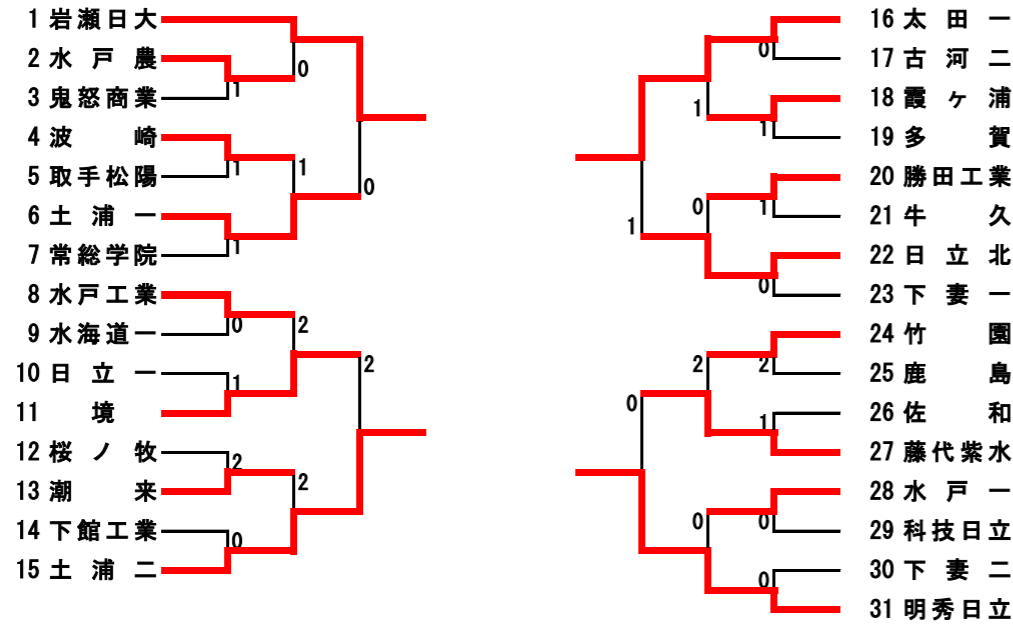 1 岩瀬日大
2 水戸農
3 鬼怒商業
4 波崎
5 取手松陽
6 土浦一
7 常総学院
8 水戸工業
9 水海道一
10 日立一
11 境
12 桜ノ牧
13 潮来
14 下館工業
15 土浦二
0
1
1
1
1
0
0
2
1
2
2
2
0
16 太田一
17 古河二
18 霞ヶ浦
19 多賀
20 勝田工業
21 牛久
22 日立北
23 下妻一
24 竹園
25 鹿島
26 佐和
27 藤代紫水
28 水戸一
29 科技日立
30 下妻二
31 明秀日立
0
1
1
0
1
1
0
2
2
0
1
0
0
0